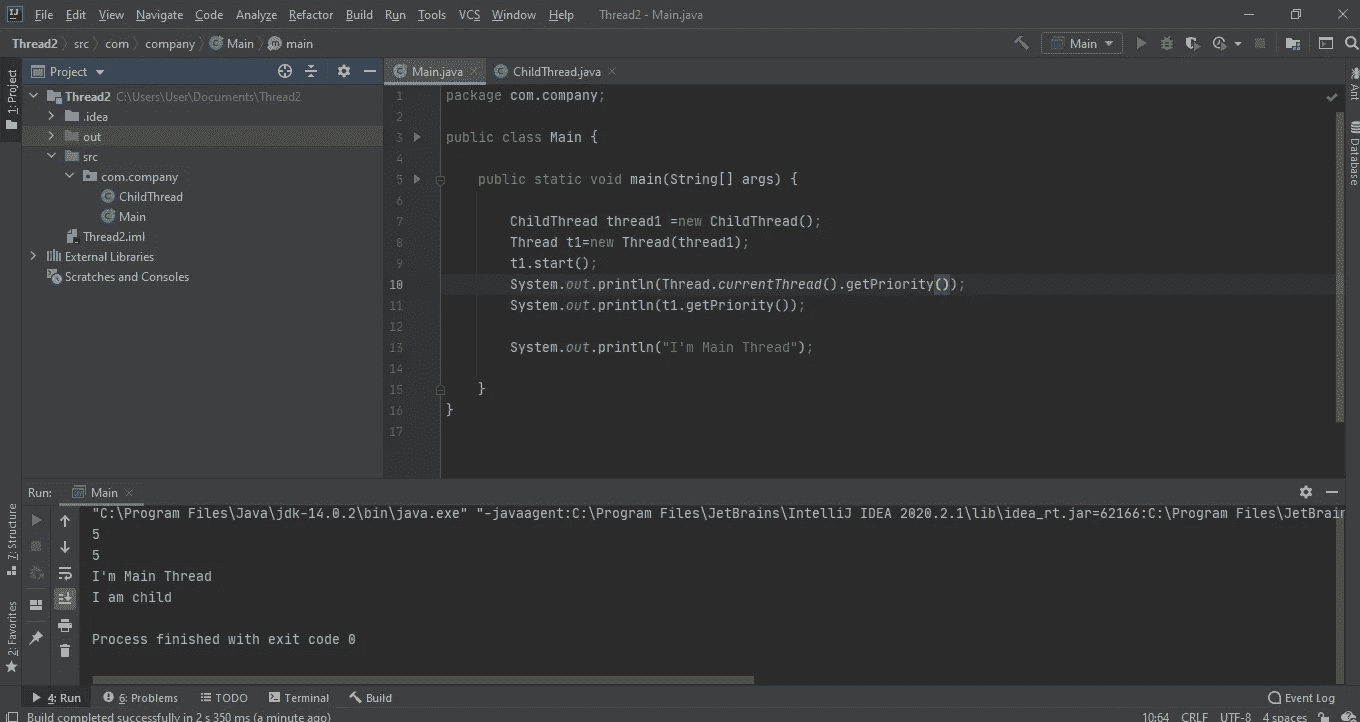 File Edit View Navigate Code Analyze Refactor Build Run Tools VCS Window Help Thread2 - Main.java
Thread2 src com company Main main Main
1: Project
Project
Thread2 C:\Users\User\Documents\Thread2
.idea
out
src
com.company
ChildThread
Main
Thread2.iml
External Libraries
Scratches and Consoles
Main.java ChildThread.java
1 package com.company;
2
3 public class Main {
4
5 public static void main(String[] args) {
6
7 ChildThread thread1 =new ChildThread();
8 Thread t1=new Thread(thread1);
9 t1.start();
10 System.out.println(Thread.currentThread().getPriority());
11 System.out.println(t1.getPriority());
12
13 System.out.println("I'm Main Thread");
14
15 }
16 }
17
Ant
Database
7: Structure
2: Favorites
Run: Main
"C:\Program Files\Java\jdk-14.0.2\bin\java.exe" "-javaagent:C:\Program Files\JetBrains\IntelliJ IDEA 2020.2.1\lib\idea_rt.jar=62166:C:\Program Files\JetBrain
5
5
I'm Main Thread
I am child
Process finished with exit code 0
4: Run 6: Problems TODO Terminal Build Event Log
Build completed successfully in 2 s 350 ms (a minute ago) 10:64 CRLF UTF-8 4 spaces